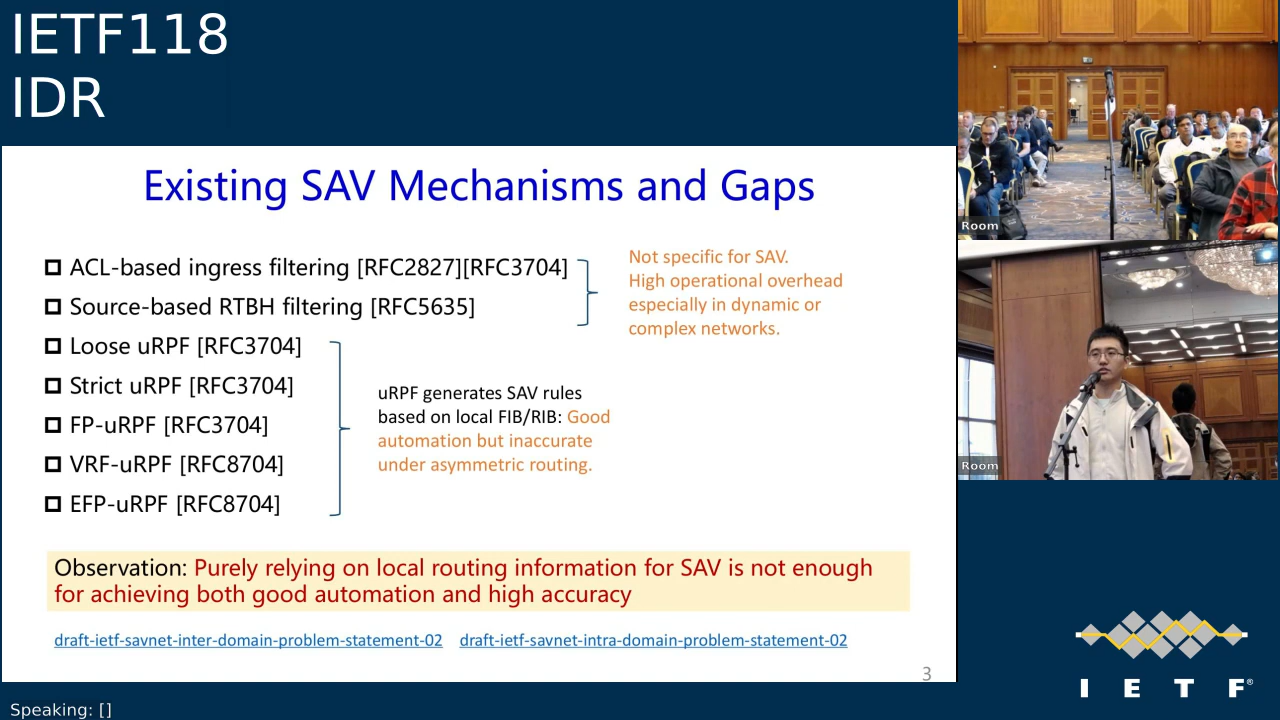 IETF118
IDR
Existing SAV Mechanisms and Gaps
ACL-based ingress filtering [RFC2827][RFC3704]
Source-based RTBH filtering [RFC5635]
Not specific for SAV.
High operational overhead
especially in dynamic or
complex networks.
Loose uRPF [RFC3704]
Strict uRPF [RFC3704]
FP-uRPF [RFC3704]
VRF-uRPF [RFC8704]
EFP-uRPF [RFC8704]
uRPF generates SAV rules
based on local FIB/RIB: Good
automation but inaccurate
under asymmetric routing.
Observation: Purely relying on local routing information for SAV is not enough
for achieving both good automation and high accuracy
draft-ietf-savnet-inter-domain-problem-statement-02 draft-ietf-savnet-intra-domain-problem-statement-02
3
Speaking: []
Room
Room
I E T F®